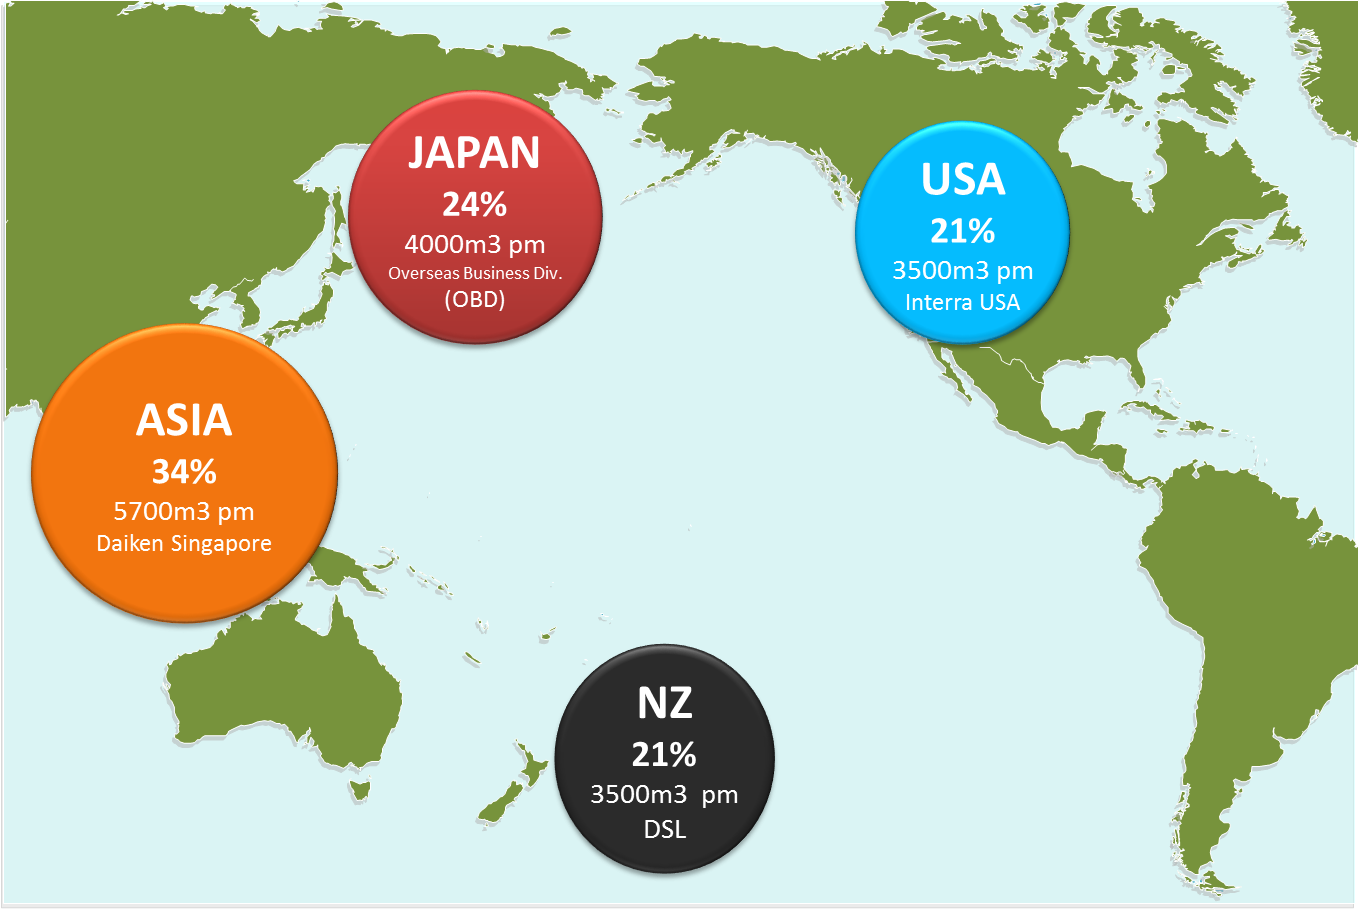 JAPAN
24%
4000m3 pm
Overseas Business Div.
(OBD)
USA
21%
3500m3 pm
Interra USA
ASIA
34%
5700m3 pm
Daiken Singapore
NZ
21%
3500m3  pm
DSL